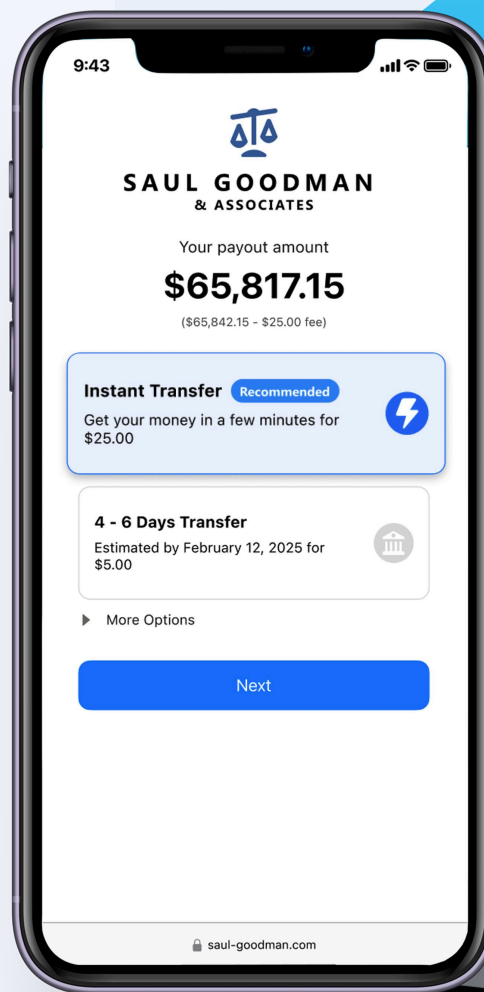 9:43
SAUL GOODMAN
& ASSOCIATES
Your payout amount
$65,817.15
($65,842.15 - $25.00 fee)
Instant Transfer Recommended
Get your money in a few minutes for
$25.00
4 - 6 Days Transfer
Estimated by February 12, 2025 for
$5.00
More Options
Next
saul-goodman.com